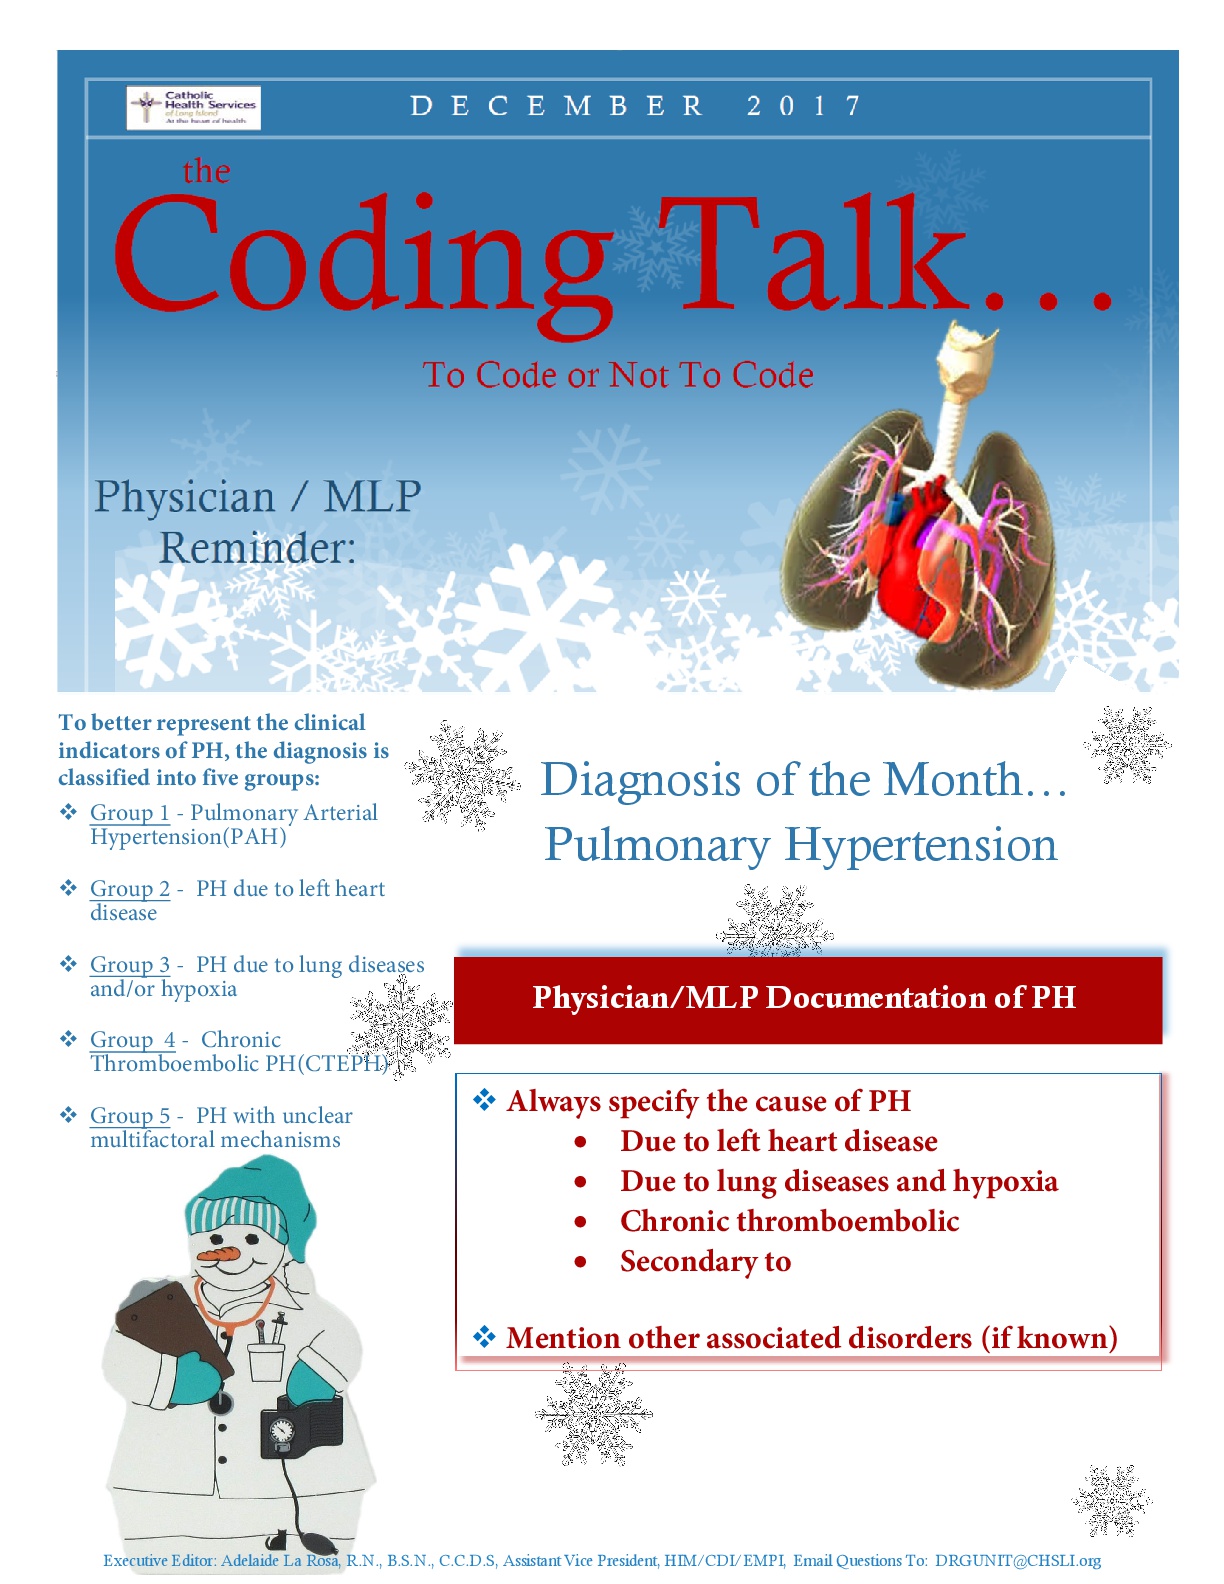 Catholic
Health Services
of Long Island
At the heart of health
DECEMBER 2017
the
Coding Talk…
To Code or Not To Code
Physician / MLP
Reminder:
To better represent the clinical
indicators of PH, the diagnosis is
classified into five groups:
❖ Group 1 - Pulmonary Arterial
Hypertension(PAH)
❖ Group 2 - PH due to left heart
disease
❖ Group 3 - PH due to lung diseases
and/or hypoxia
❖ Group 4 - Chronic
Thromboembolic PH(CTEPH)
❖ Group 5 - PH with unclear
multifactoral mechanisms
Diagnosis of the Month…
Pulmonary Hypertension
Physician/MLP Documentation of PH
❖ Always specify the cause of PH
• Due to left heart disease
• Due to lung diseases and hypoxia
• Chronic thromboembolic
• Secondary to
❖ Mention other associated disorders (if known)
Executive Editor: Adelaide La Rosa, R.N., B.S.N., C.C.D.S, Assistant Vice President, HIM/CDI/EMPI, Email Questions To: DRGUNIT@CHSLI.org